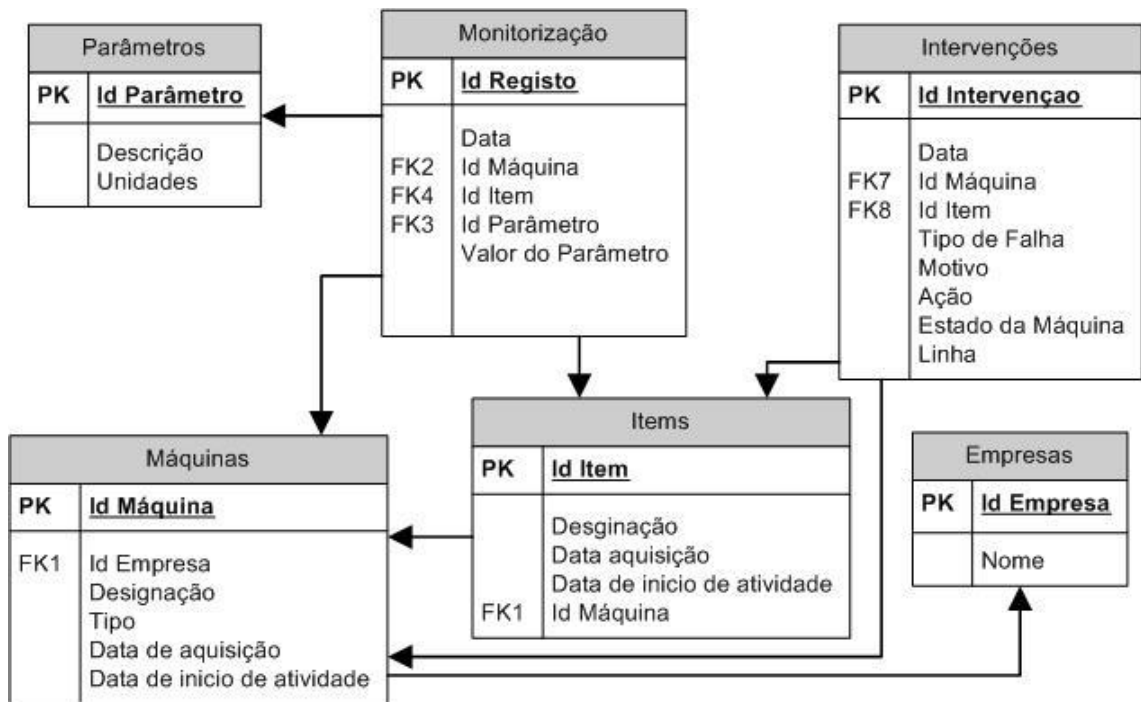 Parâmetros
PK Id Parâmetro
Descrição
Unidades
Monitorização
PK Id Registo
Data
FK2 Id Máquina
FK4 Id Item
FK3 Id Parâmetro
Valor do Parâmetro
Intervenções
PK Id Intervençao
Data
FK7 Id Máquina
FK8 Id Item
Tipo de Falha
Motivo
Ação
Estado da Máquina
Linha
Máquinas
PK Id Máquina
FK1 Id Empresa
Designação
Tipo
Data de aquisição
Data de inicio de atividade
Items
PK Id Item
Desginação
Data aquisição
Data de inicio de atividade
FK1 Id Máquina
Empresas
PK Id Empresa
Nome